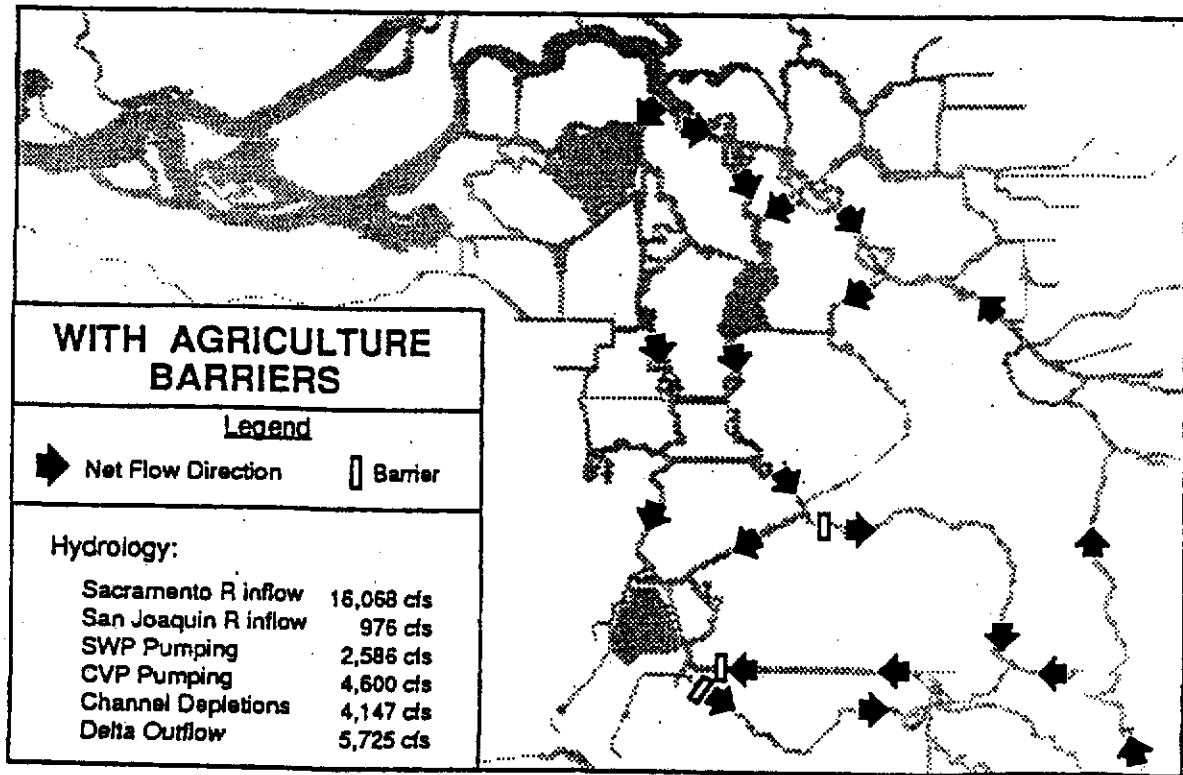 WITH AGRICULTURE
BARRIERS
Legend
Net Flow Direction
Barrier
Hydrology:
Sacramento R inflow 16,068 cfs
San Joaquin R inflow 976 cfs
SWP Pumping 2,586 cfs
CVP Pumping 4,600 cfs
Channel Depletions 4,147 cfs
Delta Outflow 5,725 cfs